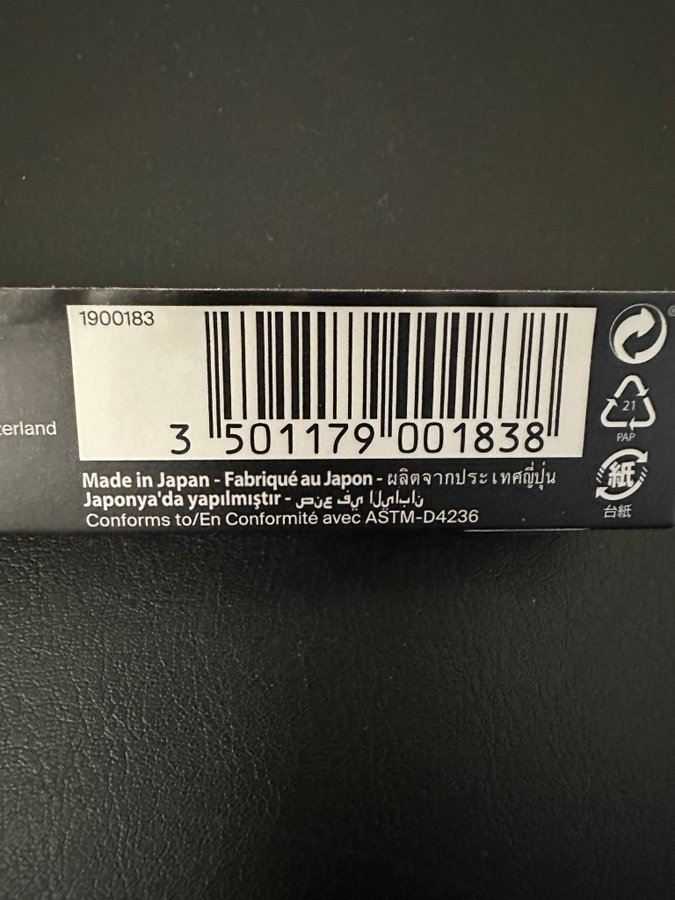 1900183
zerland
3 501179 001838
Made in Japan - Fabriqué au Japon - ผลิตจากประเทศญี่ปุ่น
Japonya'da yapılmıştır - صنع في اليابان
Conforms to/En Conformité avec ASTM-D4236
®
21
PAP
紙
台紙